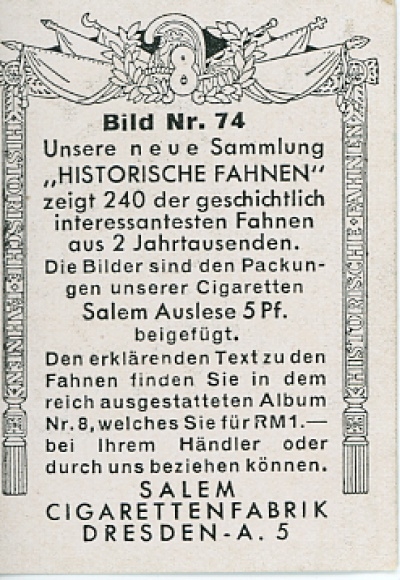 8
Bild Nr. 74
Unsere neue Sammlung
„HISTORISCHE FAHNEN“
zeigt 240 der geschichtlich
interessantesten Fahnen
aus 2 Jahrtausenden.
Die Bilder sind den Packun-
gen unserer Cigaretten
Salem Auslese 5 Pf.
beigefügt.
Den erklärenden Text zu den
Fahnen finden Sie in dem
reich ausgestatteten Album
Nr. 8, welches Sie für RM1.—
bei Ihrem Händler oder
durch uns beziehen können.
SALEM
CIGARETTENFABRIK
DRESDEN-A. 5
HISTORISCHE·FAHNEN
HISTORISCHE·FAHNEN